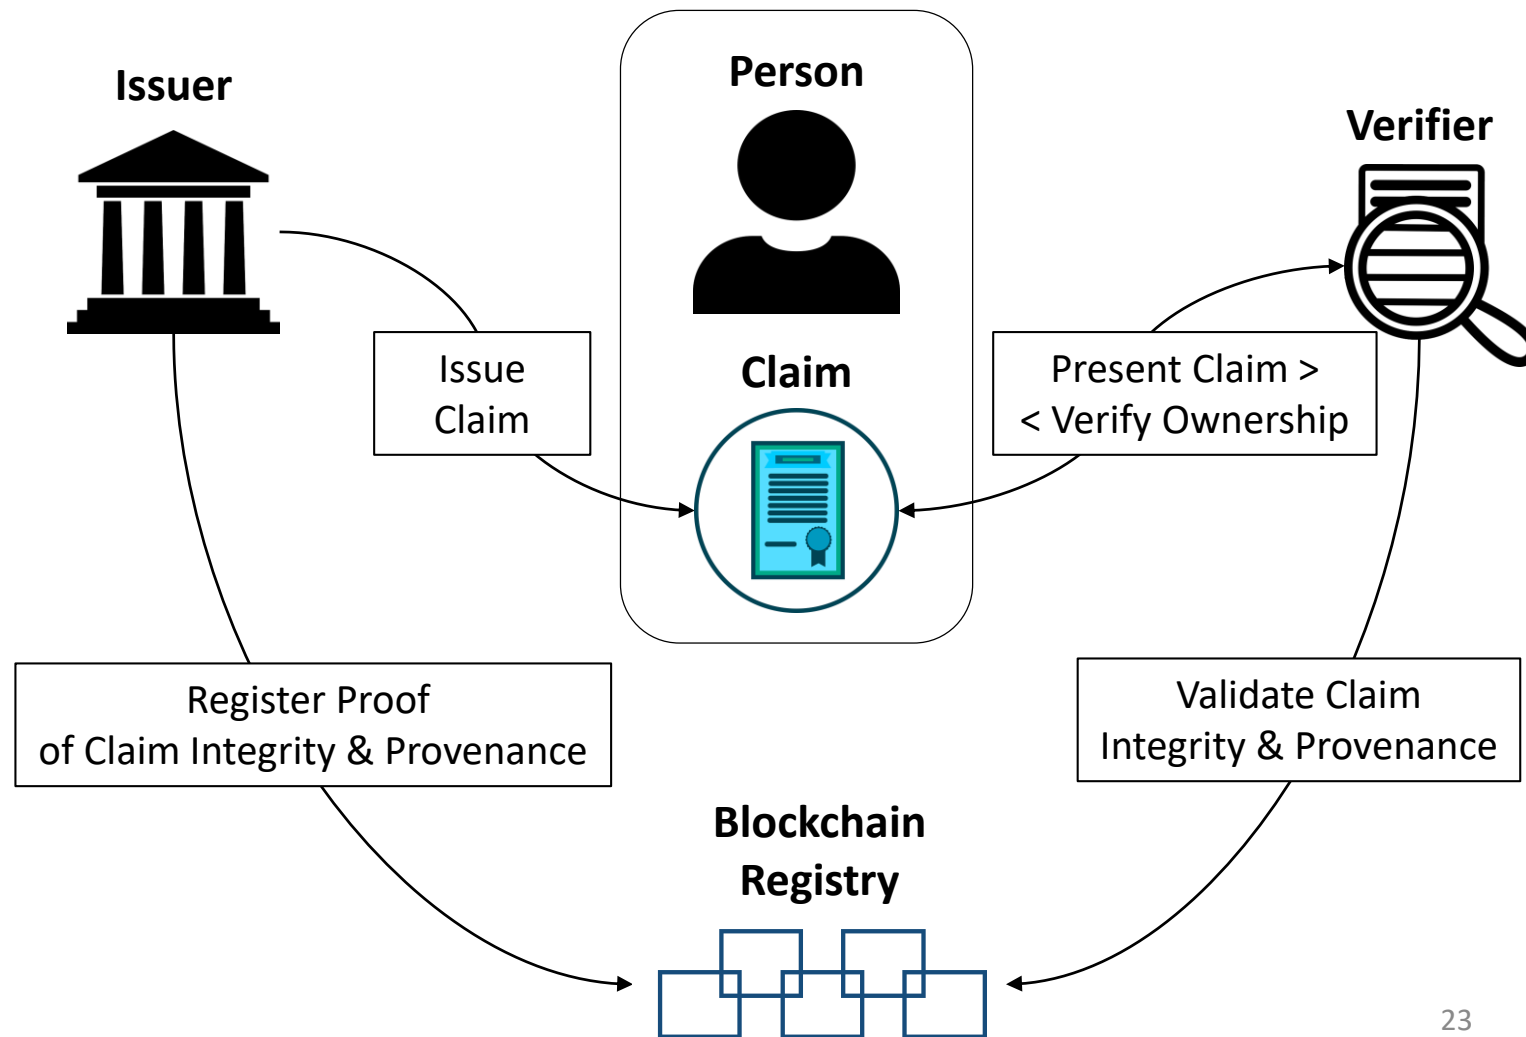 Issuer
Person
Verifier
Issue
Claim
Claim
Present Claim >
< Verify Ownership
Register Proof
of Claim Integrity & Provenance
Validate Claim
Integrity & Provenance
Blockchain
Registry
23